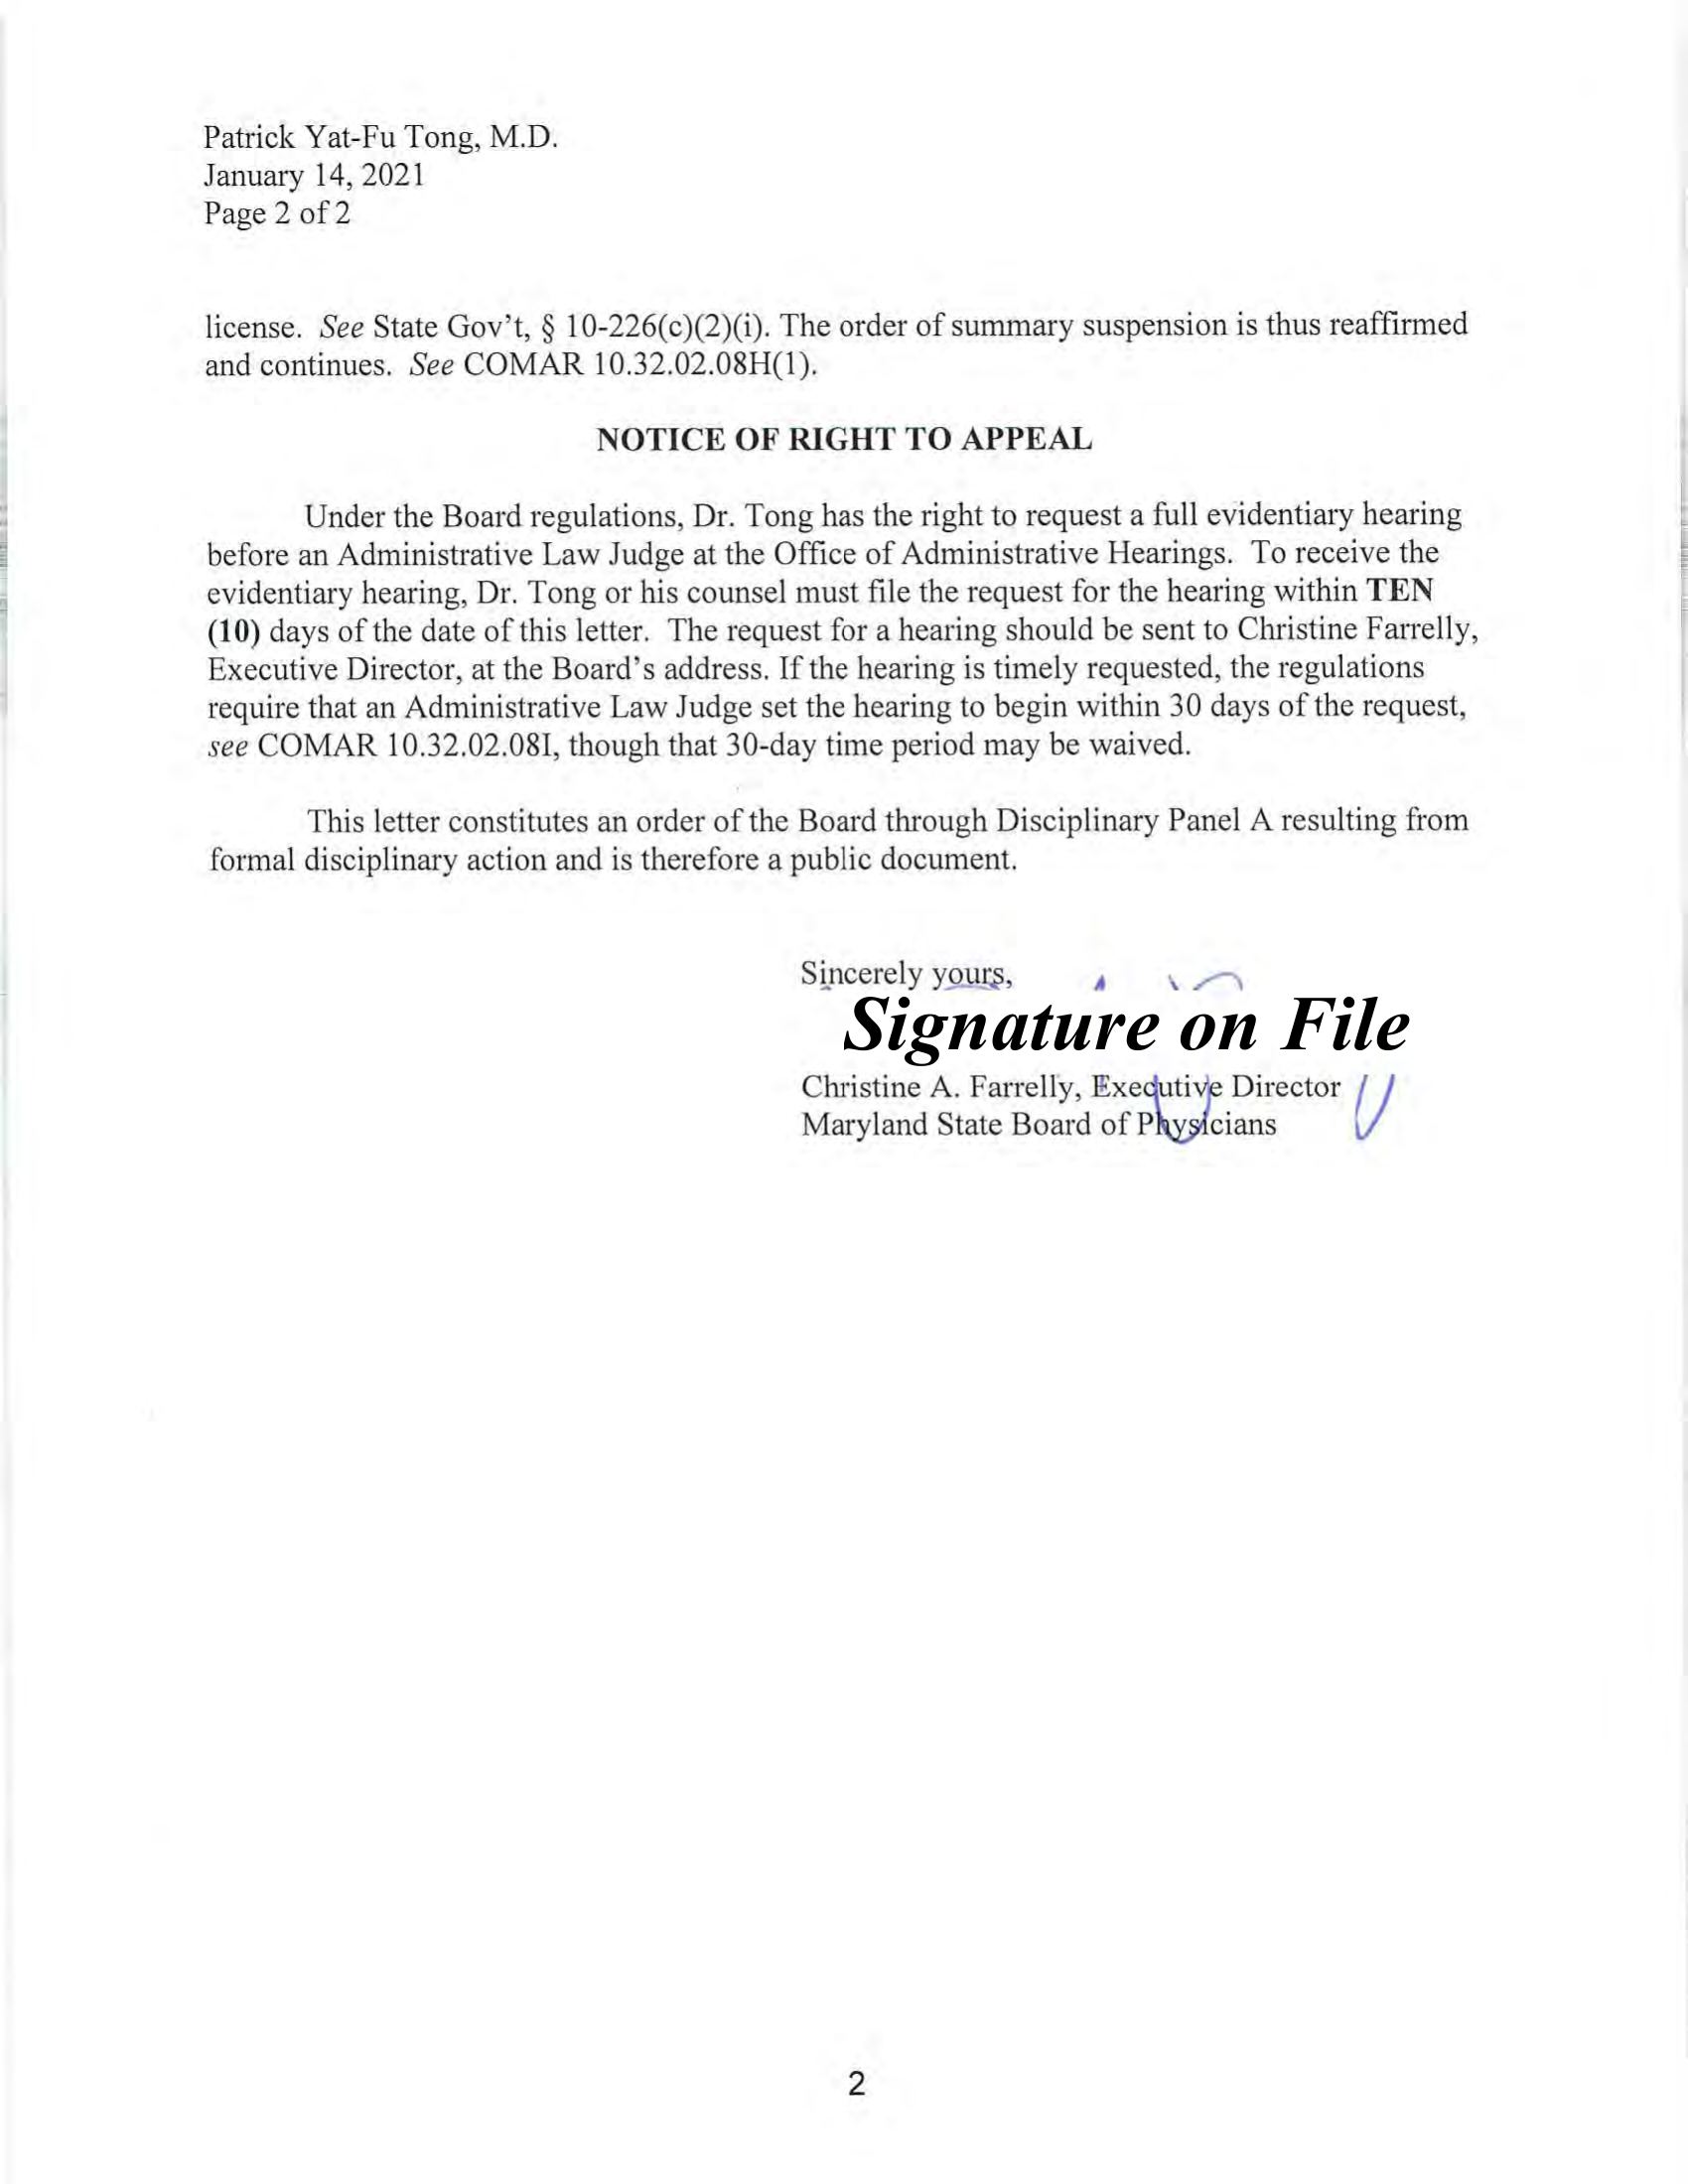 Patrick Yat-Fu Tong, M.D.
January 14, 2021
Page 2 of 2
license. See State Gov't, § 10-226(c)(2)(i). The order of summary suspension is thus reaffirmed
and continues. See COMAR 10.32.02.08H(1).
NOTICE OF RIGHT TO APPEAL
Under the Board regulations, Dr. Tong has the right to request a full evidentiary hearing
before an Administrative Law Judge at the Office of Administrative Hearings. To receive the
evidentiary hearing, Dr. Tong or his counsel must file the request for the hearing within TEN
(10) days of the date of this letter. The request for a hearing should be sent to Christine Farrelly,
Executive Director, at the Board's address. If the hearing is timely requested, the regulations
require that an Administrative Law Judge set the hearing to begin within 30 days of the request,
see COMAR 10.32.02.08I, though that 30-day time period may be waived.
This letter constitutes an order of the Board through Disciplinary Panel A resulting from
formal disciplinary action and is therefore a public document.
Sincerely yours,
Signature on File
Christine A. Farrelly, Executive Director
Maryland State Board of Physicians
2